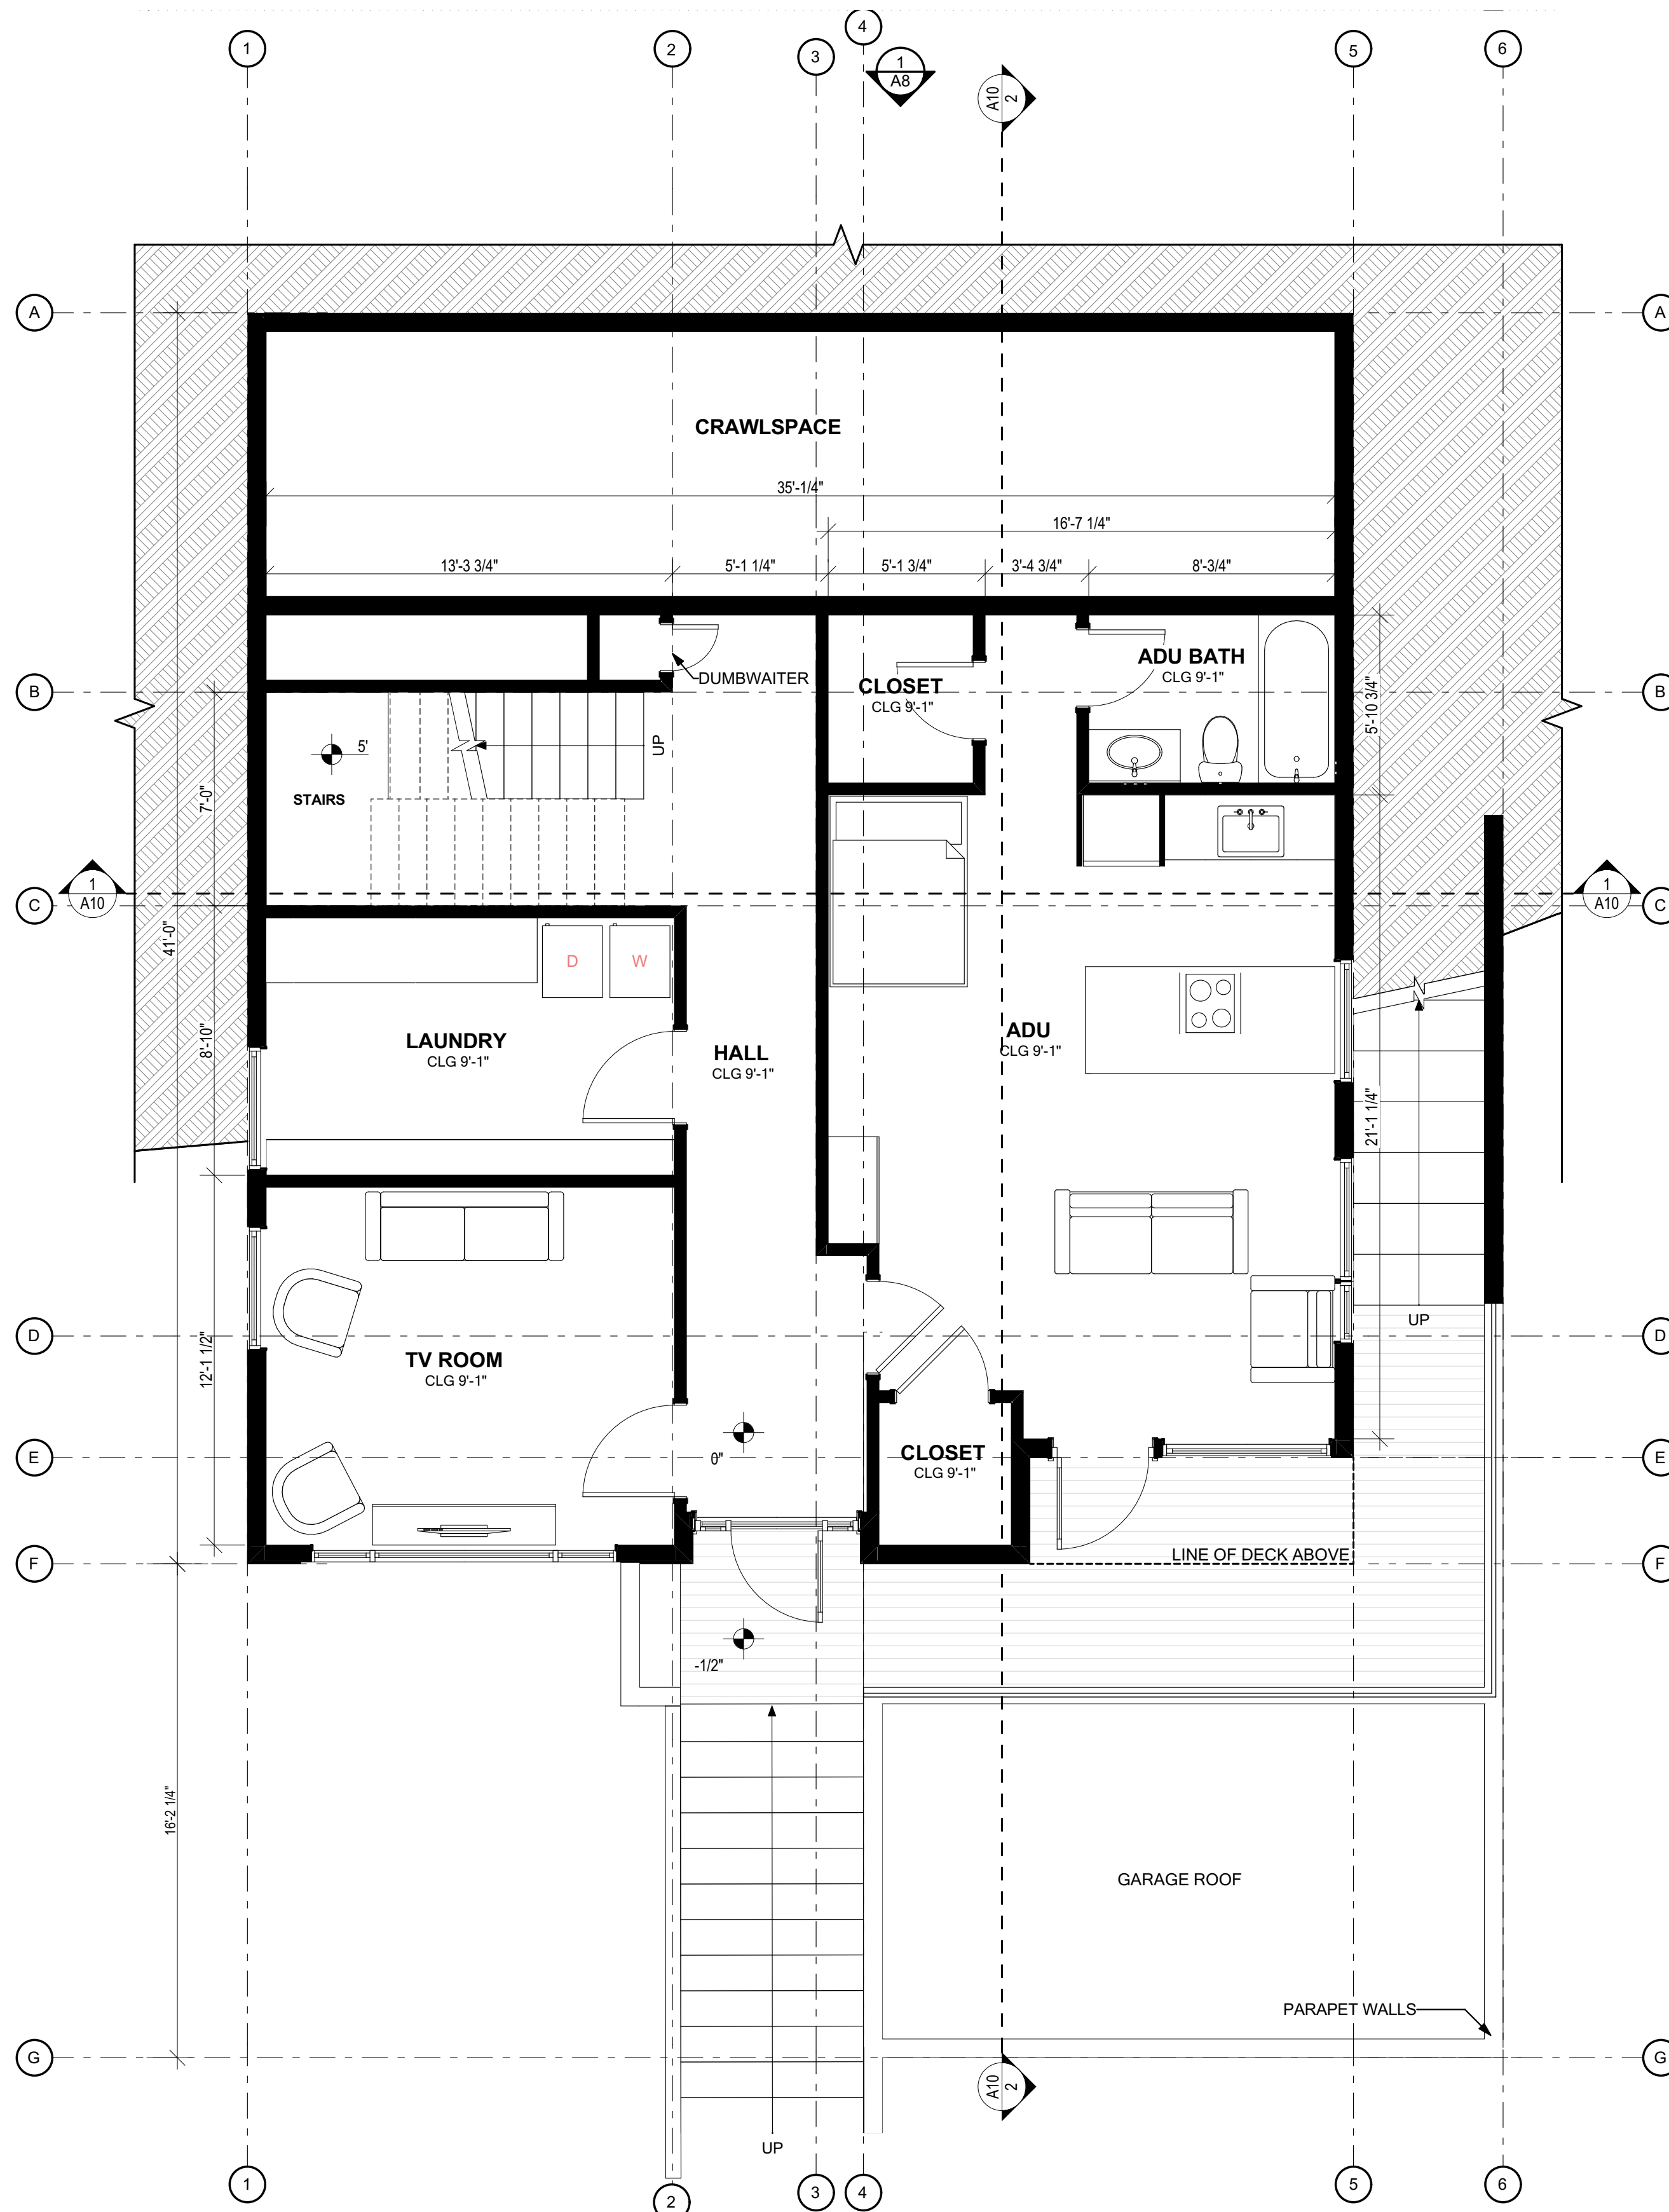 1
2
3
4
5
6
1
A8
A10
2
A
A
CRAWLSPACE
35'-1/4"
16'-7 1/4"
13'-3 3/4"
5'-1 1/4"
5'-1 3/4"
3'-4 3/4"
8'-3/4"
DUMBWAITER
CLOSET
CLG 9'-1"
ADU BATH
CLG 9'-1"
5'-10 3/4"
B
B
5'
UP
STAIRS
7'-0"
1
A10
1
A10
C
C
41'-0"
D
W
LAUNDRY
CLG 9'-1"
8'-10"
HALL
CLG 9'-1"
ADU
CLG 9'-1"
21'-1 1/4"
UP
D
D
12'-1 1/2"
TV ROOM
CLG 9'-1"
0"
E
E
CLOSET
CLG 9'-1"
LINE OF DECK ABOVE
F
F
-1/2"
16'-2 1/4"
GARAGE ROOF
PARAPET WALLS
G
G
A10
2
UP
1
2
3
4
5
6